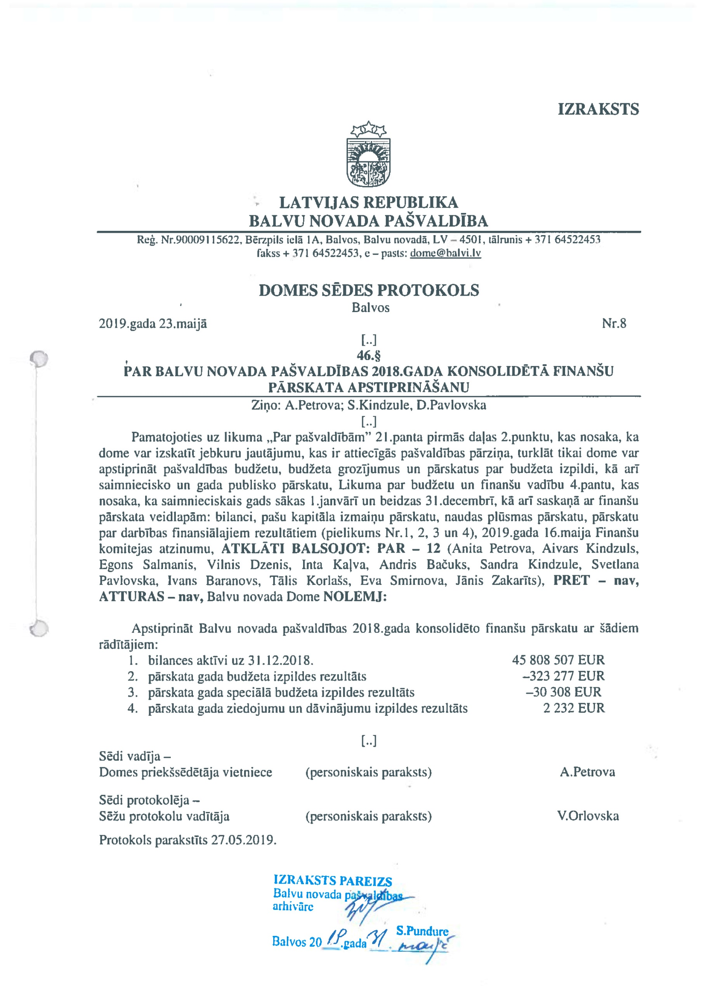 IZRAKSTS
LATVIJAS REPUBLIKA
BALVU NOVADA PAŠVALDĪBA
Reģ. Nr.90009115622, Bērzpils ielā 1A, Balvos, Balvu novadā, LV – 4501, tālrunis + 371 64522453
fakss + 371 64522453, e – pasts: dome@balvi.lv
DOMES SĒDES PROTOKOLS
Balvos
2019.gada 23.maijā Nr.8
[..]
46.§
PAR BALVU NOVADA PAŠVALDĪBAS 2018.GADA KONSOLIDĒTĀ FINANŠU
PĀRSKATA APSTIPRINĀŠANU
Ziņo: A.Petrova; S.Kindzule, D.Pavlovska
[..]
Pamatojoties uz likuma „Par pašvaldībām” 21.panta pirmās daļas 2.punktu, kas nosaka, ka
dome var izskatīt jebkuru jautājumu, kas ir attiecīgās pašvaldības pārziņa, turklāt tikai dome var
apstiprināt pašvaldības budžetu, budžeta grozījumus un pārskatus par budžeta izpildi, kā arī
saimniecisko un gada publisko pārskatu, Likuma par budžetu un finanšu vadību 4.pantu, kas
nosaka, ka saimnieciskais gads sākas 1.janvārī un beidzas 31.decembrī, kā arī saskaņā ar finanšu
pārskata veidlapām: bilanci, pašu kapitāla izmaiņu pārskatu, naudas plūsmas pārskatu, pārskatu
par darbības finansiālajiem rezultātiem (pielikums Nr.1, 2, 3 un 4), 2019.gada 16.maija Finanšu
komitejas atzinumu, ATKLĀTI BALSOJOT: PAR – 12 (Anita Petrova, Aivars Kindzuls,
Egons Salmanis, Vilnis Dzenis, Inta Kaļva, Andris Bačuks, Sandra Kindzule, Svetlana
Pavlovska, Ivans Baranovs, Tālis Korlašs, Eva Smirnova, Jānis Zakarīts), PRET – nav,
ATTURAS – nav, Balvu novada Dome NOLEMJ:
Apstiprināt Balvu novada pašvaldības 2018.gada konsolidēto finanšu pārskatu ar šādiem
rādītājiem:
1. bilances aktīvi uz 31.12.2018. 45 808 507 EUR
2. pārskata gada budžeta izpildes rezultāts –323 277 EUR
3. pārskata gada speciālā budžeta izpildes rezultāts –30 308 EUR
4. pārskata gada ziedojumu un dāvinājumu izpildes rezultāts 2 232 EUR
[..]
Sēdi vadīja –
Domes priekšsēdētāja vietniece (personiskais paraksts) A.Petrova
Sēdi protokolēja –
Sēžu protokolu vadītāja (personiskais paraksts) V.Orlovska
Protokols parakstīts 27.05.2019.
IZRAKSTS PAREIZS
Balvu novada pašvaldības
arhivāre
S.Pundure
Balvos 2019.gada 31. maijā